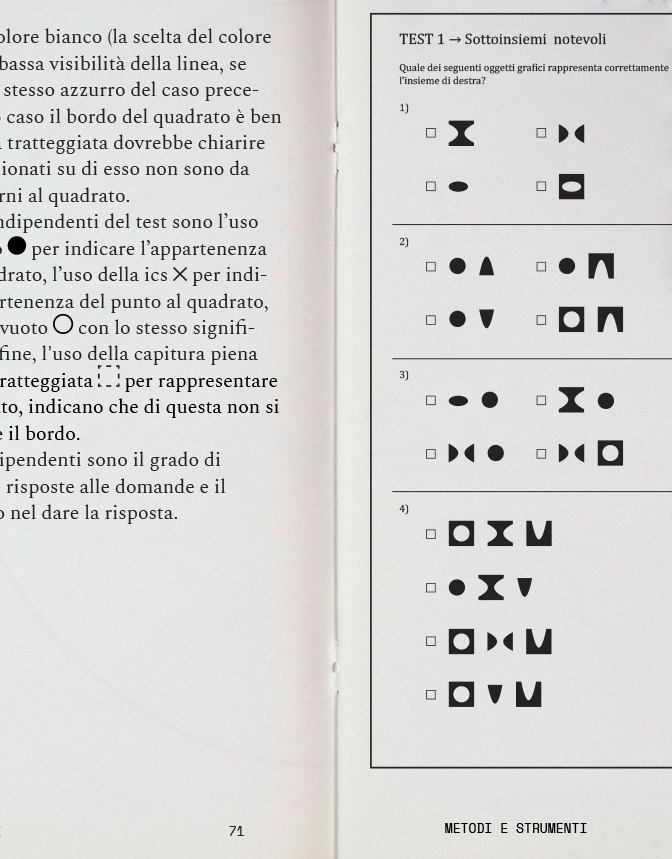 olore bianco (la scelta del colore
bassa visibilità della linea, se
stesso azzurro del caso prece-
caso il bordo del quadrato è ben
tratteggiata dovrebbe chiarire
ionati su di esso non sono da
rni al quadrato.
ndipendenti del test sono l’uso
per indicare l’appartenenza
drato, l’uso della ics × per indi-
rtenenza del punto al quadrato,
vuoto con lo stesso signifi-
fine, l'uso della capitura piena
ratteggiata per rappresentare
to, indicano che di questa non si
e il bordo.
ipendenti sono il grado di
risposte alle domande e il
o nel dare la risposta.
71
TEST 1 → Sottoinsiemi notevoli
Quale dei seguenti oggetti grafici rappresenta correttamente
l’insieme di destra?
1)
2)
3)
4)
METODI E STRUMENTI